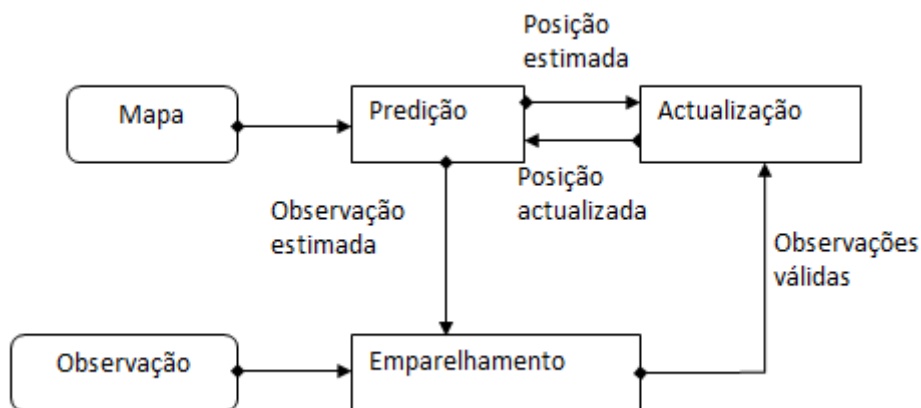 Posição
estimada
Mapa
Predição
Actualização
Posição
actualizada
Observação
estimada
Observações
válidas
Observação
Emparelhamento